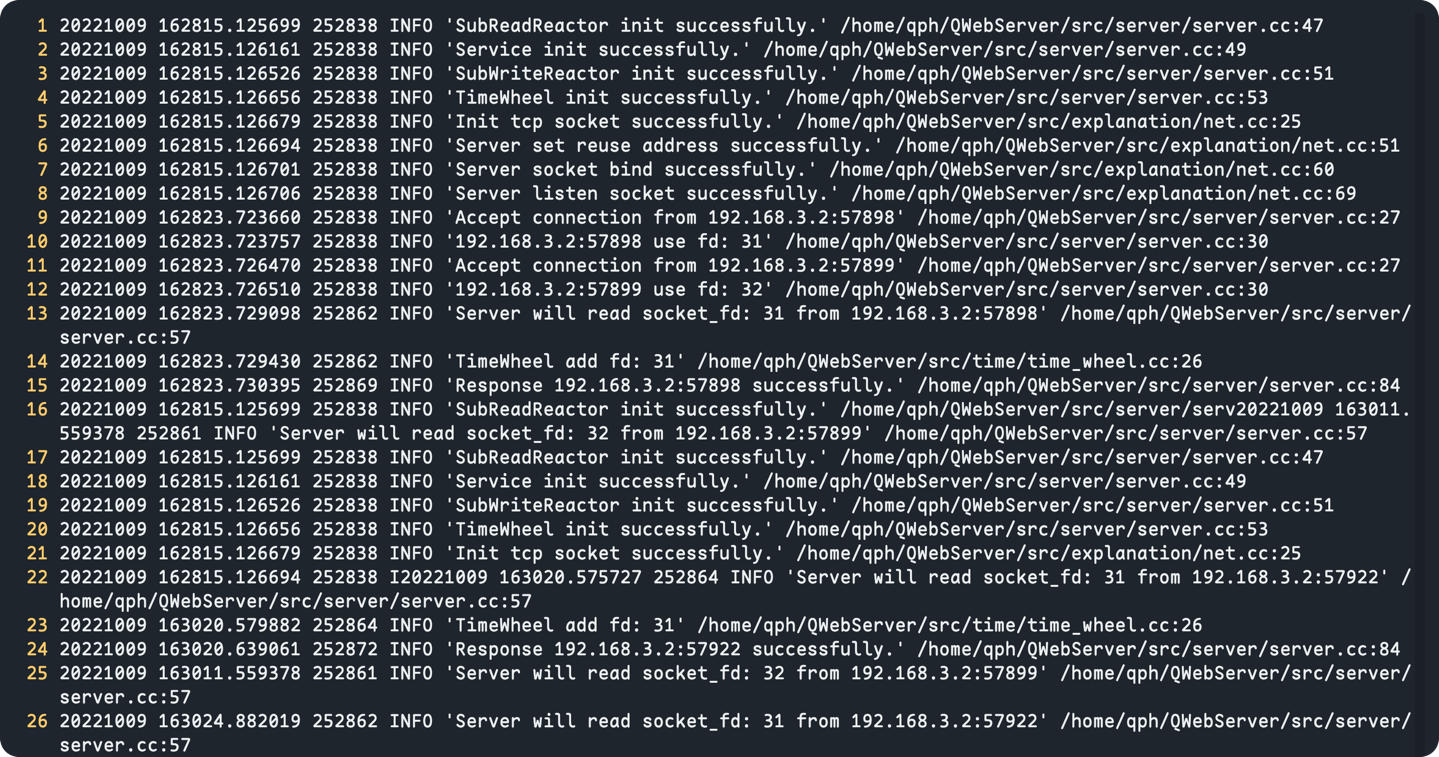 1 20221009 162815.125699 252838 INFO 'SubReadReactor init successfully.' /home/qph/QWebServer/src/server/server.cc:47
2 20221009 162815.126161 252838 INFO 'Service init successfully.' /home/qph/QWebServer/src/server/server.cc:49
3 20221009 162815.126526 252838 INFO 'SubWriteReactor init successfully.' /home/qph/QWebServer/src/server/server.cc:51
4 20221009 162815.126656 252838 INFO 'TimeWheel init successfully.' /home/qph/QWebServer/src/server/server.cc:53
5 20221009 162815.126679 252838 INFO 'Init tcp socket successfully.' /home/qph/QWebServer/src/explanation/net.cc:25
6 20221009 162815.126694 252838 INFO 'Server set reuse address successfully.' /home/qph/QWebServer/src/explanation/net.cc:51
7 20221009 162815.126701 252838 INFO 'Server socket bind successfully.' /home/qph/QWebServer/src/explanation/net.cc:60
8 20221009 162815.126706 252838 INFO 'Server listen socket successfully.' /home/qph/QWebServer/src/explanation/net.cc:69
9 20221009 162823.723660 252838 INFO 'Accept connection from 192.168.3.2:57898' /home/qph/QWebServer/src/server/server.cc:27
10 20221009 162823.723757 252838 INFO '192.168.3.2:57898 use fd: 31' /home/qph/QWebServer/src/server/server.cc:30
11 20221009 162823.726470 252838 INFO 'Accept connection from 192.168.3.2:57899' /home/qph/QWebServer/src/server/server.cc:27
12 20221009 162823.726510 252838 INFO '192.168.3.2:57899 use fd: 32' /home/qph/QWebServer/src/server/server.cc:30
13 20221009 162823.729098 252862 INFO 'Server will read socket_fd: 31 from 192.168.3.2:57898' /home/qph/QWebServer/src/server/
server.cc:57
14 20221009 162823.729430 252862 INFO 'TimeWheel add fd: 31' /home/qph/QWebServer/src/time/time_wheel.cc:26
15 20221009 162823.730395 252869 INFO 'Response 192.168.3.2:57898 successfully.' /home/qph/QWebServer/src/server/server.cc:84
16 20221009 162815.125699 252838 INFO 'SubReadReactor init successfully.' /home/qph/QWebServer/src/server/serv20221009 163011.
559378 252861 INFO 'Server will read socket_fd: 32 from 192.168.3.2:57899' /home/qph/QWebServer/src/server/server.cc:57
17 20221009 162815.125699 252838 INFO 'SubReadReactor init successfully.' /home/qph/QWebServer/src/server/server.cc:47
18 20221009 162815.126161 252838 INFO 'Service init successfully.' /home/qph/QWebServer/src/server/server.cc:49
19 20221009 162815.126526 252838 INFO 'SubWriteReactor init successfully.' /home/qph/QWebServer/src/server/server.cc:51
20 20221009 162815.126656 252838 INFO 'TimeWheel init successfully.' /home/qph/QWebServer/src/server/server.cc:53
21 20221009 162815.126679 252838 INFO 'Init tcp socket successfully.' /home/qph/QWebServer/src/explanation/net.cc:25
22 20221009 162815.126694 252838 I20221009 163020.575727 252864 INFO 'Server will read socket_fd: 31 from 192.168.3.2:57922' /
home/qph/QWebServer/src/server/server.cc:57
23 20221009 163020.579882 252864 INFO 'TimeWheel add fd: 31' /home/qph/QWebServer/src/time/time_wheel.cc:26
24 20221009 163020.639061 252872 INFO 'Response 192.168.3.2:57922 successfully.' /home/qph/QWebServer/src/server/server.cc:84
25 20221009 163011.559378 252861 INFO 'Server will read socket_fd: 32 from 192.168.3.2:57899' /home/qph/QWebServer/src/server/
server.cc:57
26 20221009 163024.882019 252862 INFO 'Server will read socket_fd: 31 from 192.168.3.2:57922' /home/qph/QWebServer/src/server/
server.cc:57